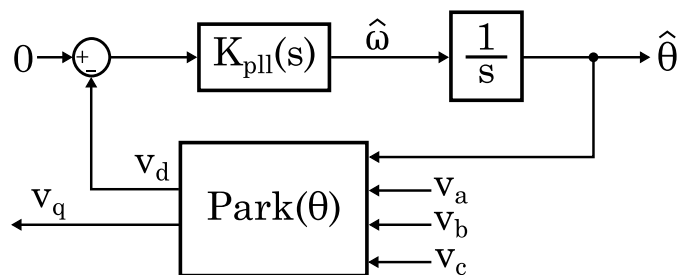 0 + - K_pll(s) ω̂ 1/s θ̂
v_d Park(θ) v_a
v_q v_b
v_c